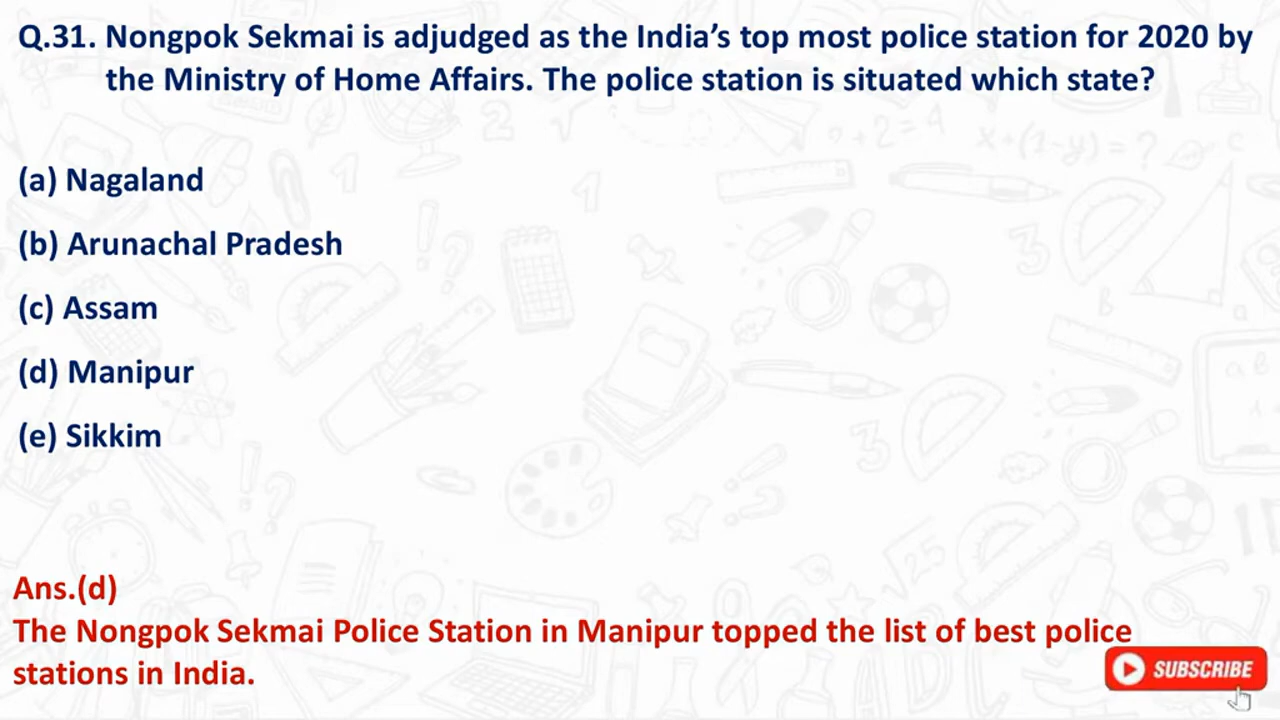 Q.31. Nongpok Sekmai is adjudged as the India’s top most police station for 2020 by
the Ministry of Home Affairs. The police station is situated which state?
(a) Nagaland
(b) Arunachal Pradesh
(c) Assam
(d) Manipur
(e) Sikkim
Ans.(d)
The Nongpok Sekmai Police Station in Manipur topped the list of best police
stations in India.
SUBSCRIBE